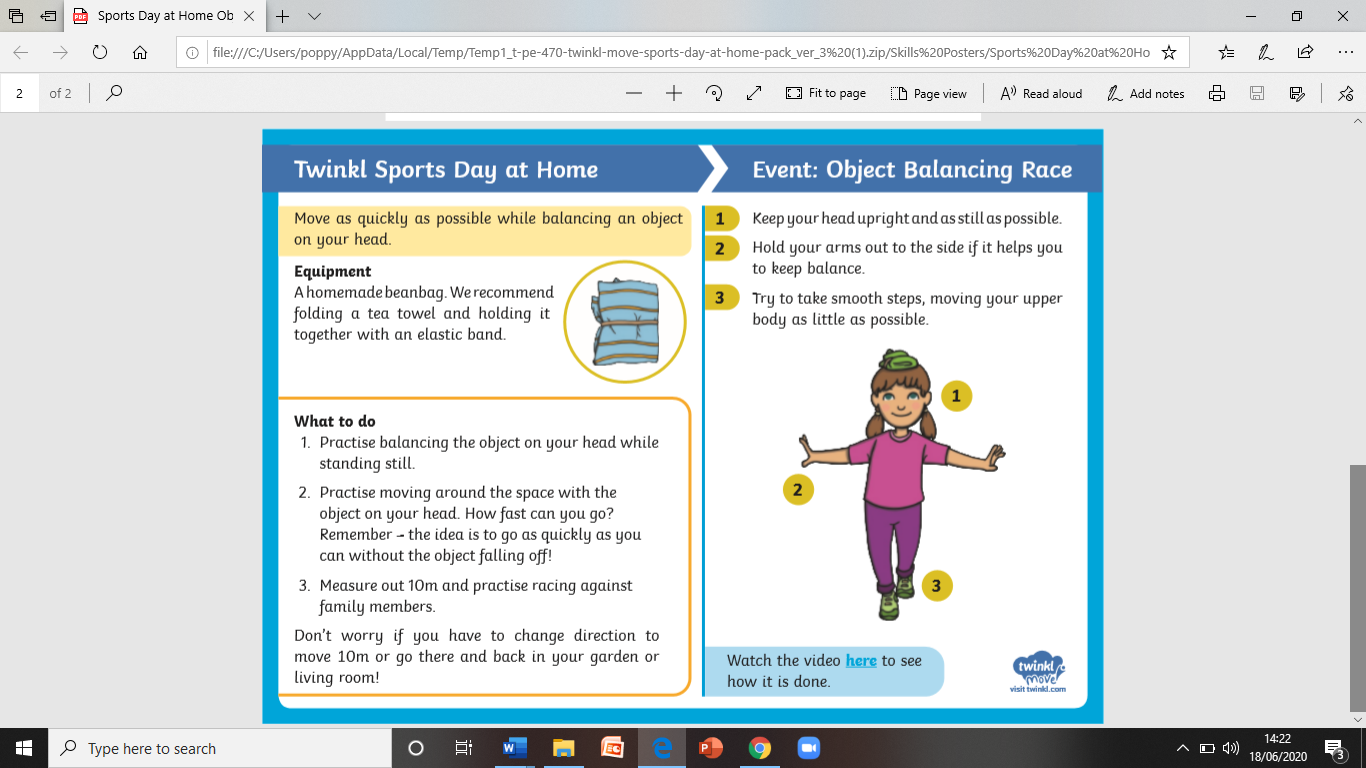 Sports Day at Home Ob
file:///C:/Users/poppy/AppData/Local/Temp/Temp1_t-pe-470-twinkl-move-sports-day-at-home-pack_ver_3%20(1).zip/Skills%20Posters/Sports%20Day%20at%20Ho
2 of 2
Fit to page
Page view
Read aloud
Add notes
Twinkl Sports Day at Home
Move as quickly as possible while balancing an object
on your head.
Equipment
A homemade beanbag. We recommend
folding a tea towel and holding it
together with an elastic band.
What to do
1. Practise balancing the object on your head while
standing still.
2. Practise moving around the space with the
object on your head. How fast can you go?
Remember – the idea is to go as quickly as you
can without the object falling off!
3. Measure out 10m and practise racing against
family members.
Don't worry if you have to change direction to
move 10m or go there and back in your garden or
living room!
Event: Object Balancing Race
1 Keep your head upright and as still as possible.
2 Hold your arms out to the side if it helps you
to keep balance.
3 Try to take smooth steps, moving your upper
body as little as possible.
1
2
3
Watch the video here to see
how it is done.
twinkl
move
visit twinkl.com
Type here to search
14:22
18/06/2020
3